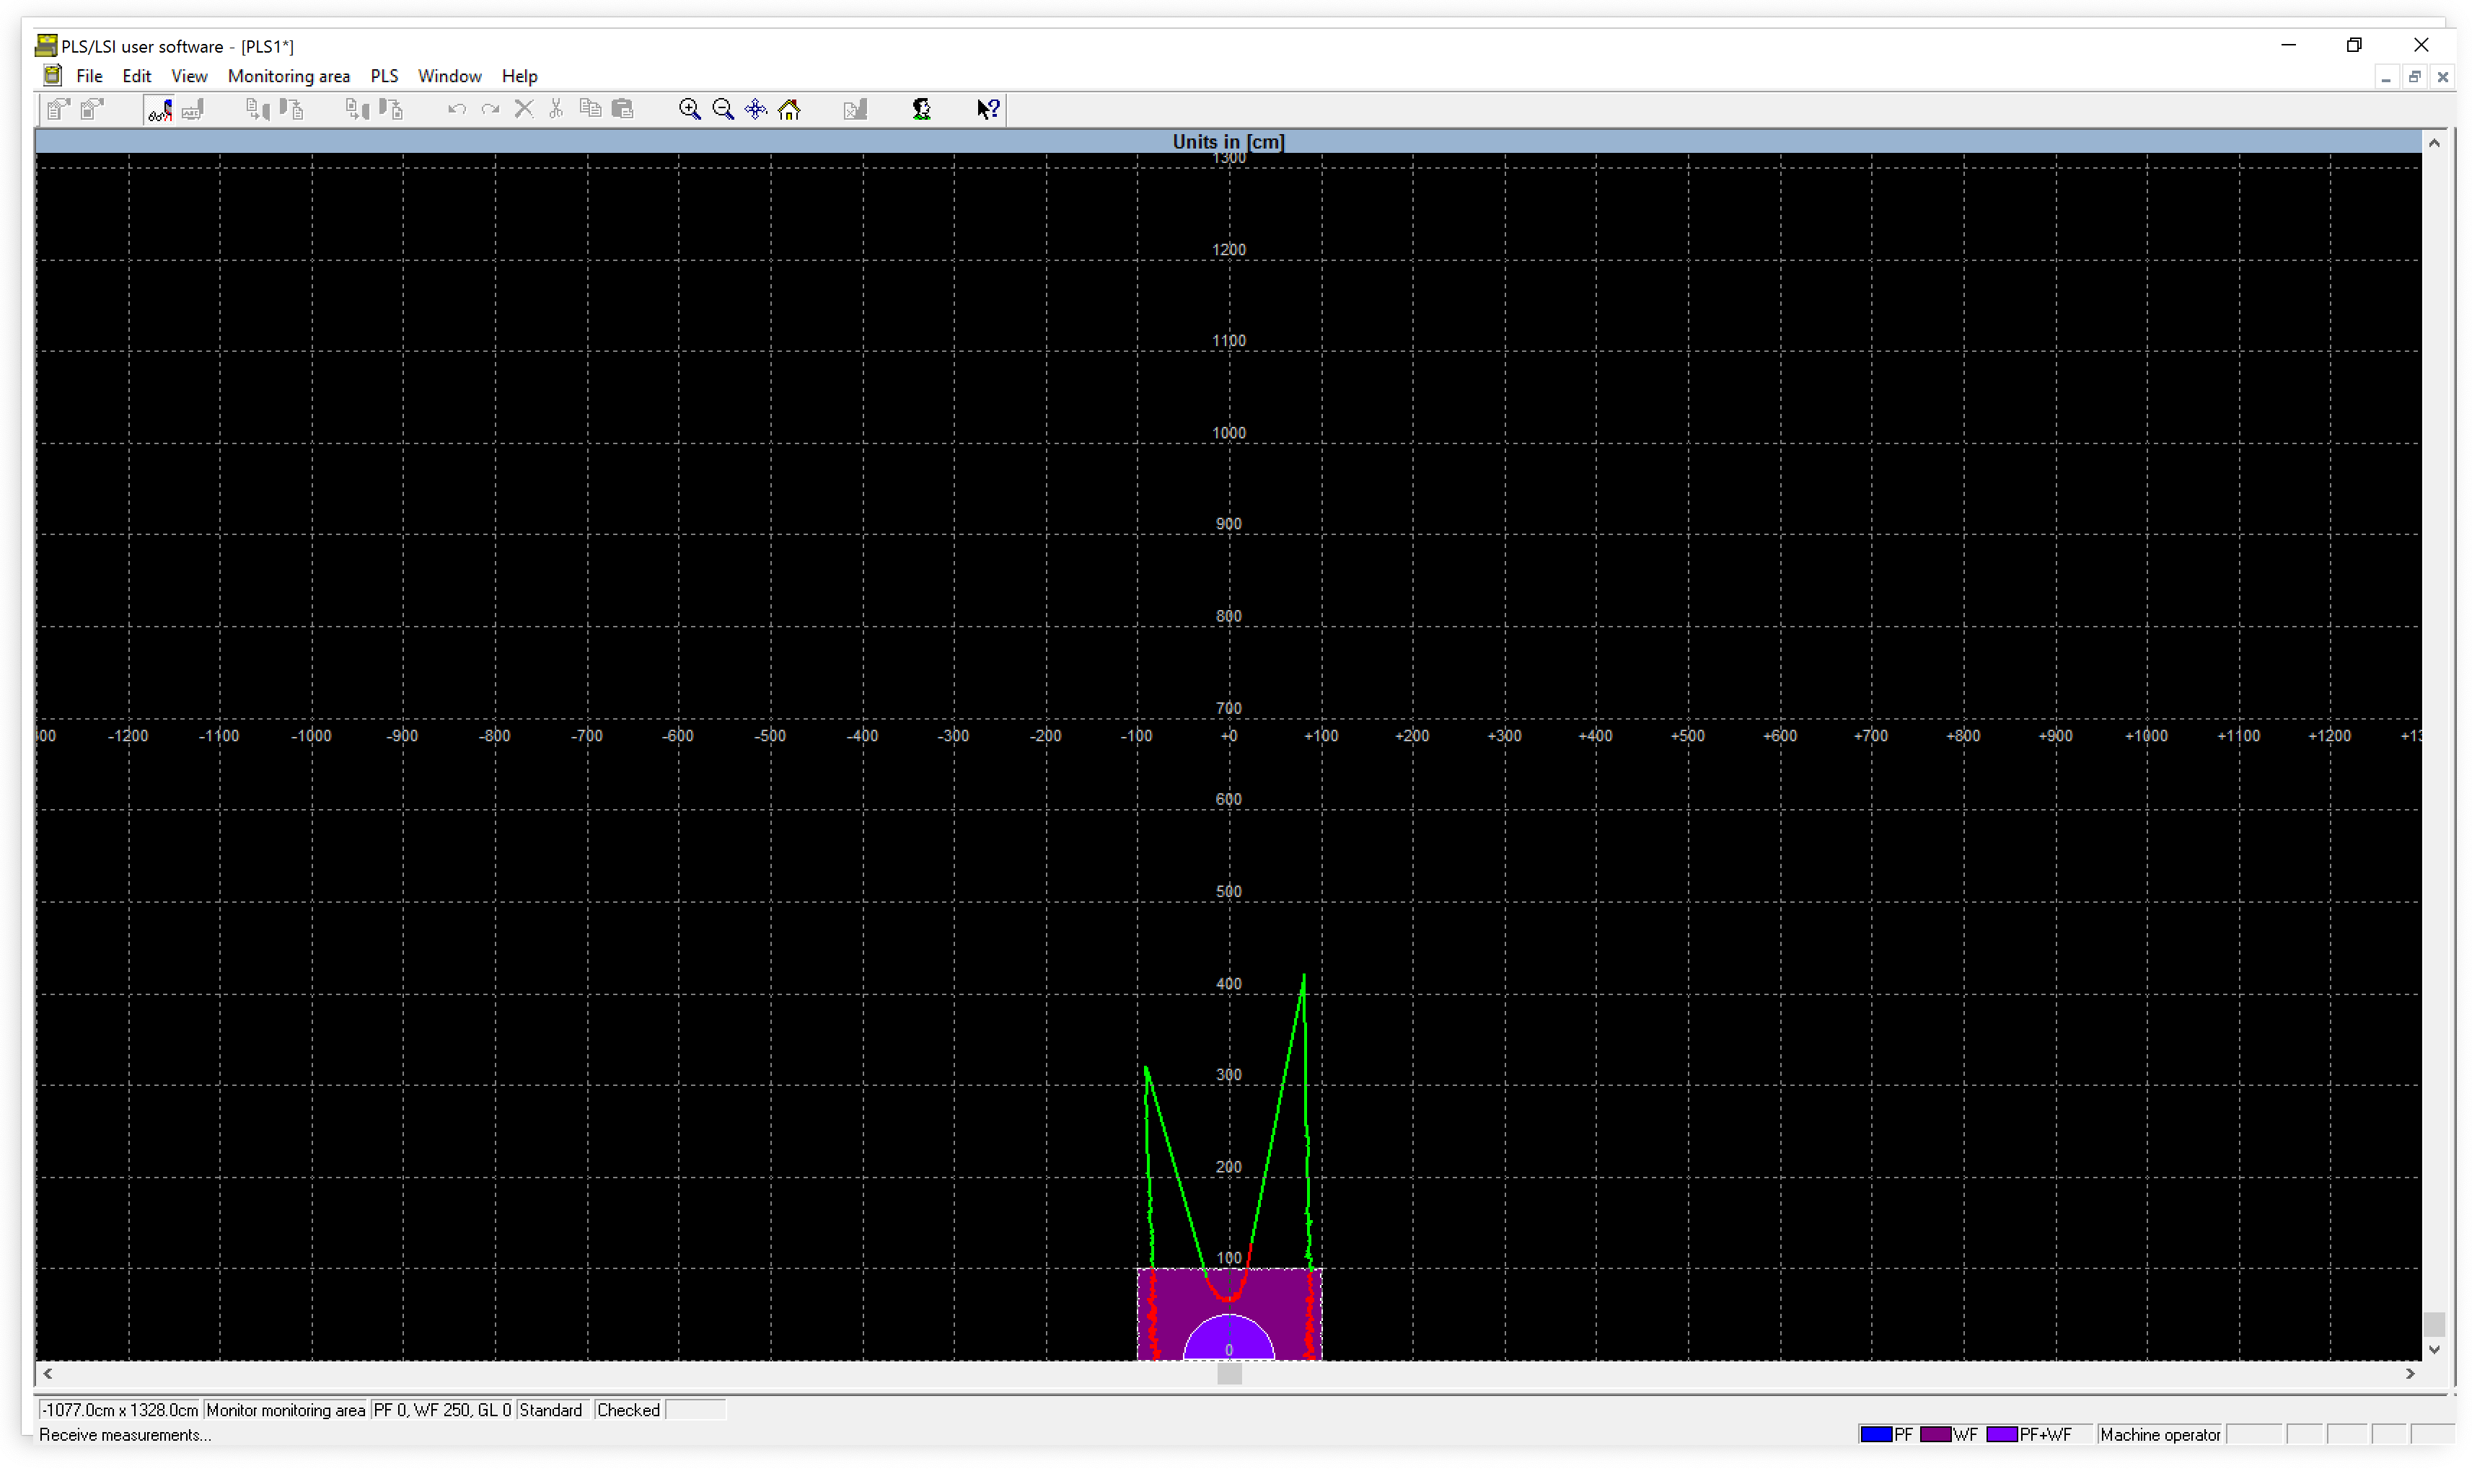 PLS/LSI user software - [PLS1*]
File Edit View Monitoring area PLS Window Help
Units in [cm]
1300
1200
1100
1000
900
800
700
-1200 -1100 -1000 -900 -800 -700 -600 -500 -400 -300 -200 -100 +0 +100 +200 +300 +400 +500 +600 +700 +800 +900 +1000 +1100 +1200
600
500
400
300
200
100
0
-1077.0cm x 1328.0cm Monitor monitoring area PF 0, WF 250, GL 0 Standard Checked
Receive measurements... PF WF PF+WF Machine operator